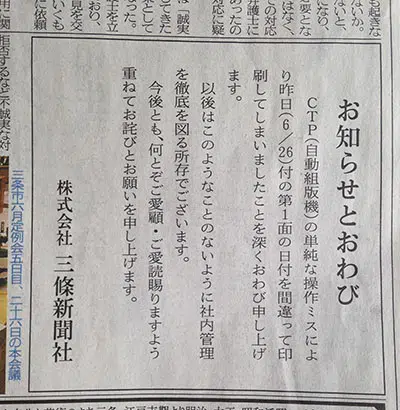 お知らせとおわび
CTP(自動組版機)の単純な操作ミスによ
り昨日(6/26)付の第1面の日付を間違って印
刷してしまいましたことを深くおわび申し上げ
ます。
以後はこのようなことのないように社内管理
を徹底を図る所存でございます。
今後とも、何とぞご愛顧・ご愛読賜りますよう
重ねてお詫びとお願いを申し上げます。
株式会社 三條新聞社
三条市六月定例会五日目、二十六日の本会議